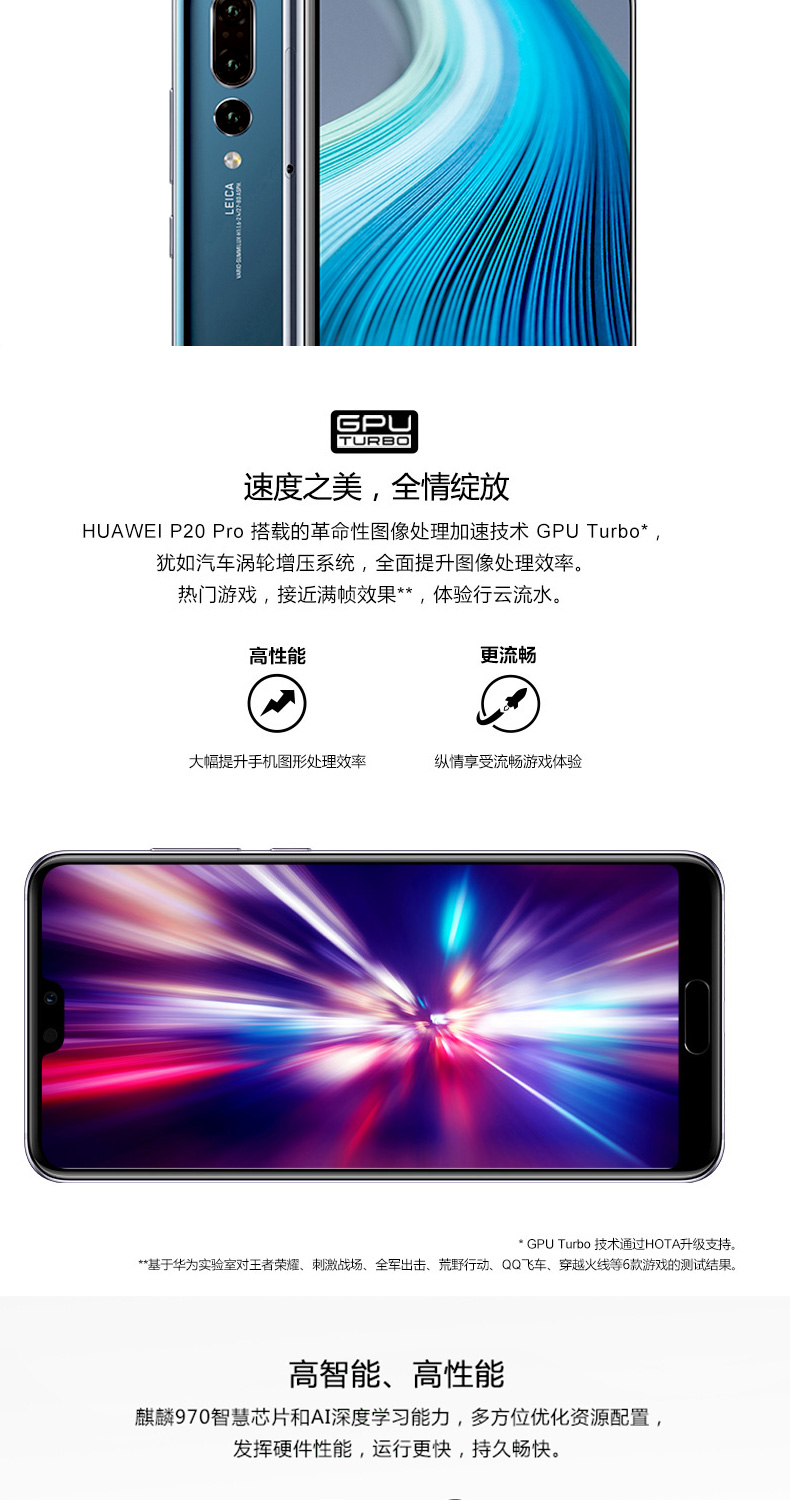 LEICA
VARIO-SUMMILUX-H 1:1.6-2.4/27-80 ASPH
GPU
TURBO
速度之美，全情绽放
HUAWEI P20 Pro 搭载的革命性图像处理加速技术 GPU Turbo*，
犹如汽车涡轮增压系统，全面提升图像处理效率。
热门游戏，接近满帧效果**，体验行云流水。
高性能
更流畅
大幅提升手机图形处理效率
纵情享受流畅游戏体验
* GPU Turbo 技术通过HOTA升级支持。
**基于华为实验室对王者荣耀、刺激战场、全军出击、荒野行动、QQ飞车、穿越火线等6款游戏的测试结果。
高智能、高性能
麒麟970智慧芯片和AI深度学习能力，多方位优化资源配置，
发挥硬件性能，运行更快，持久畅快。